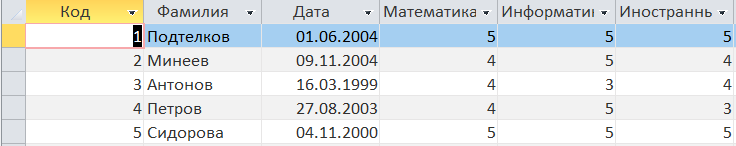 Код Фамилия Дата Математика Информатин Иностраннь
1 Подтелков 01.06.2004 5 5 5
2 Минеев 09.11.2004 4 5 4
3 Антонов 16.03.1999 4 3 4
4 Петров 27.08.2003 4 5 3
5 Сидорова 04.11.2000 5 5 5